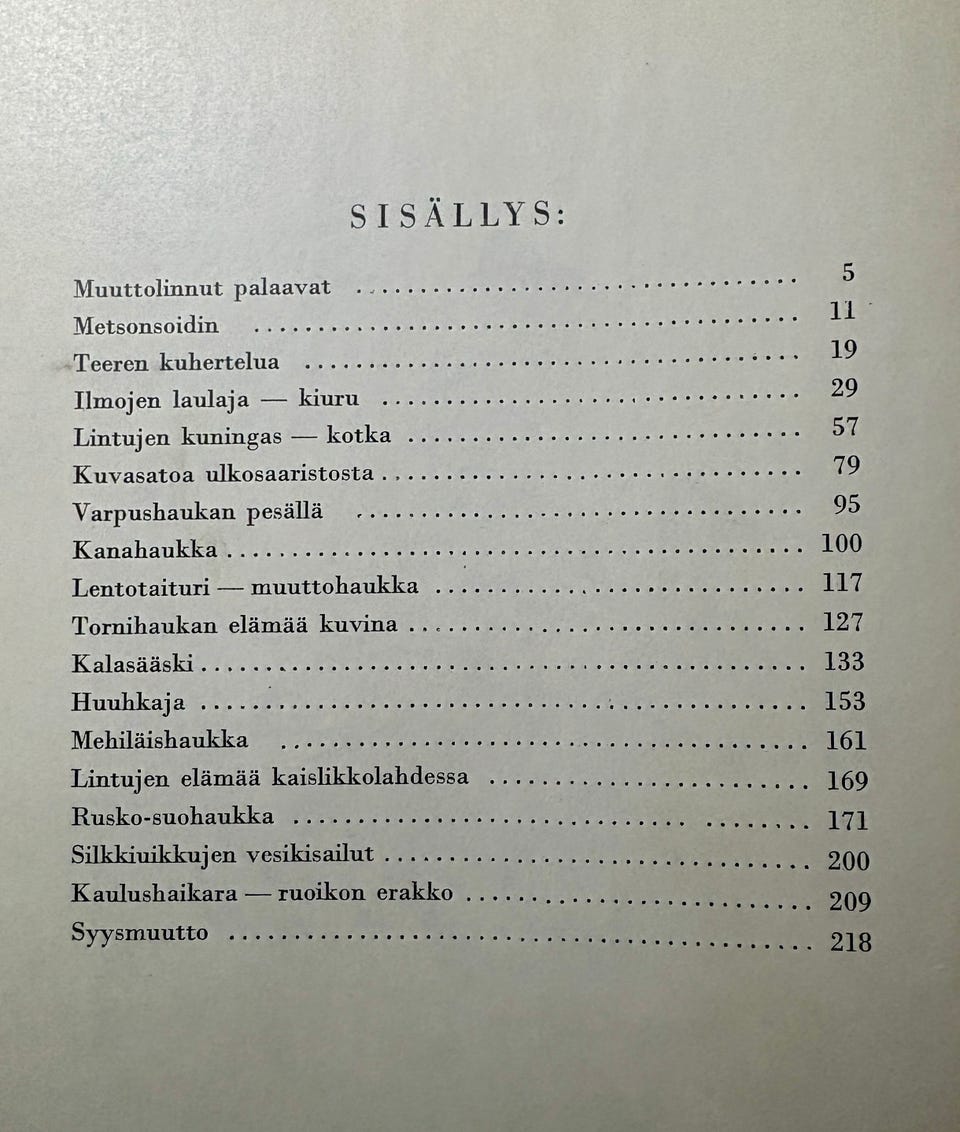 SISÄLLYS:
Muuttolinnut palaavat .................................. 5
Metsonsoidin .......................................... 11
Teeren kuhertelua ...................................... 19
Ilmojen laulaja — kiuru ................................. 29
Lintujen kuningas — kotka ............................... 57
Kuvasatoa ulkosaaristosta ................................. 79
Varpushaukan pesällä ................................... 95
Kanahaukka ............................................. 100
Lentotaituri — muuttohaukka ............................. 117
Tornihaukan elämää kuvina ............................... 127
Kalasääski ............................................... 133
Huuhkaja ............................................... 153
Mehiläishaukka ......................................... 161
Lintujen elämää kaislikkolahdessa ......................... 169
Rusko-suohaukka ........................................ 171
Silkkiuikkujen vesikisailut ................................. 200
Kaulushaikara — ruoikon erakko ........................... 209
Syysmuutto ............................................. 218